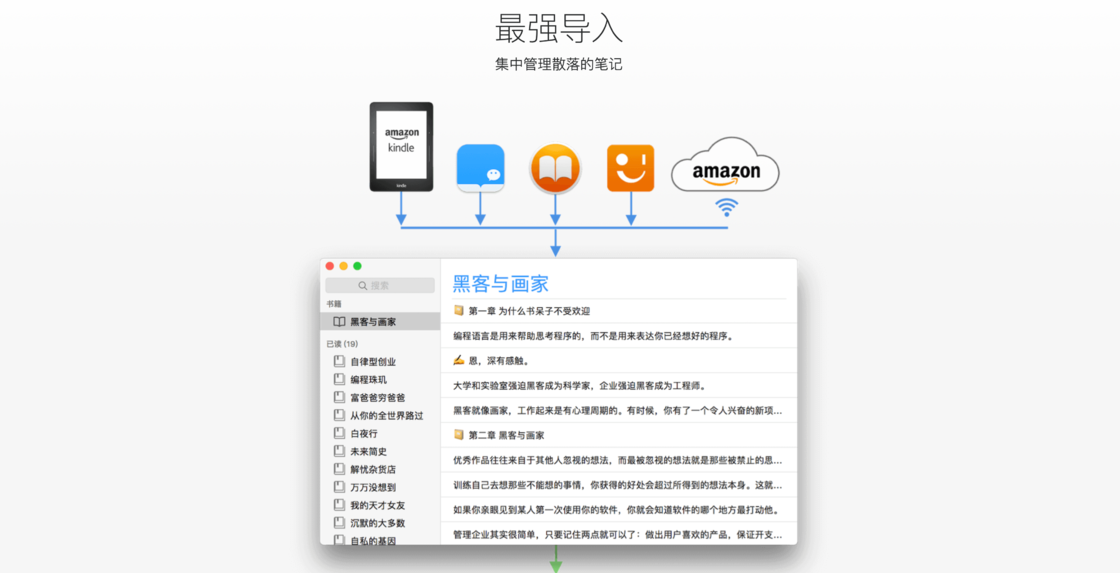 最强导入
集中管理散落的笔记
amazon
kindle
kindle
amazon
搜索
书籍
黑客与画家
已读 (19)
自律型创业
编程珠玑
富爸爸穷爸爸
从你的全世界路过
白夜行
未来简史
解忧杂货店
万万没想到
我的天才女友
沉默的大多数
自私的基因
黑客与画家
第一章 为什么书呆子不受欢迎
编程语言是用来帮助思考程序的，而不是用来表达你已经想好的程序。
恩，深有感触。
大学和实验室强迫黑客成为科学家，企业强迫黑客成为工程师。
黑客就像画家，工作起来是有心理周期的。有时候，你有了一个令人兴奋的新项...
第二章 黑客与画家
优秀作品往往来自于其他人忽视的想法，而最被忽视的想法就是那些被禁止的思...
训练自己去想那些不能想的事情，你获得的好处会超过所得到的想法本身。这就...
如果你亲眼见到某人第一次使用你的软件，你就会知道软件的哪个地方最打动他。
管理企业其实很简单，只要记住两点就可以了：做出用户喜欢的产品，保证开支...